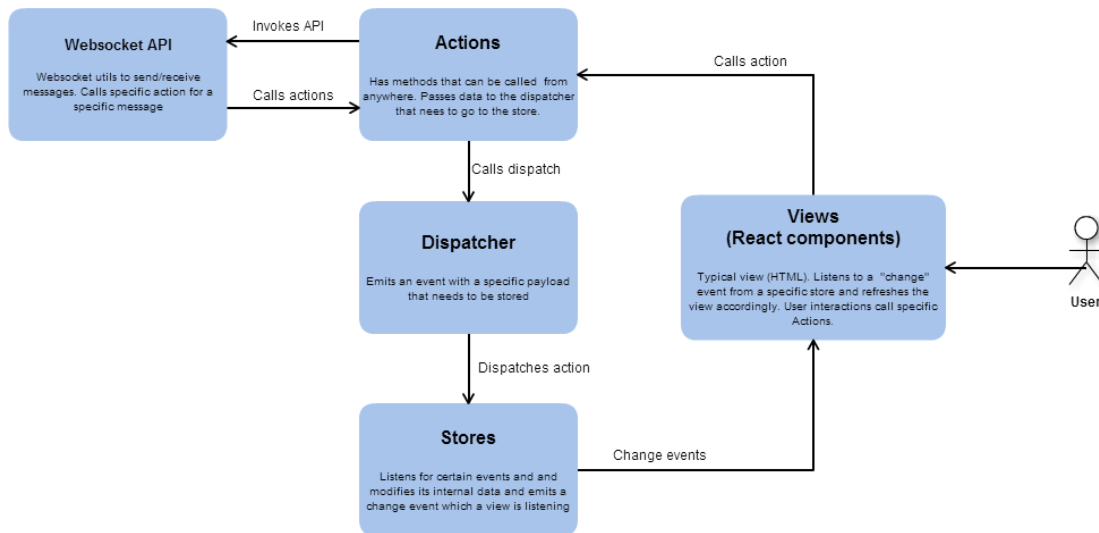 Invokes API
Websocket API
Websocket utils to send/receive
messages. Calls specific action for a
specific message
Calls actions
Actions
Has methods that can be called from
anywhere. Passes data to the dispatcher
that nees to go to the store.
Calls action
Calls dispatch
Dispatcher
Emits an event with a specific payload
that needs to be stored
Views
(React components)
Typical view (HTML). Listens to a "change"
event from a specific store and refreshes the
view accordingly. User interactions call specific
Actions.
User
Dispatches action
Stores
Listens for certain events and and
modifies its internal data and emits a
change event which a view is listening
Change events